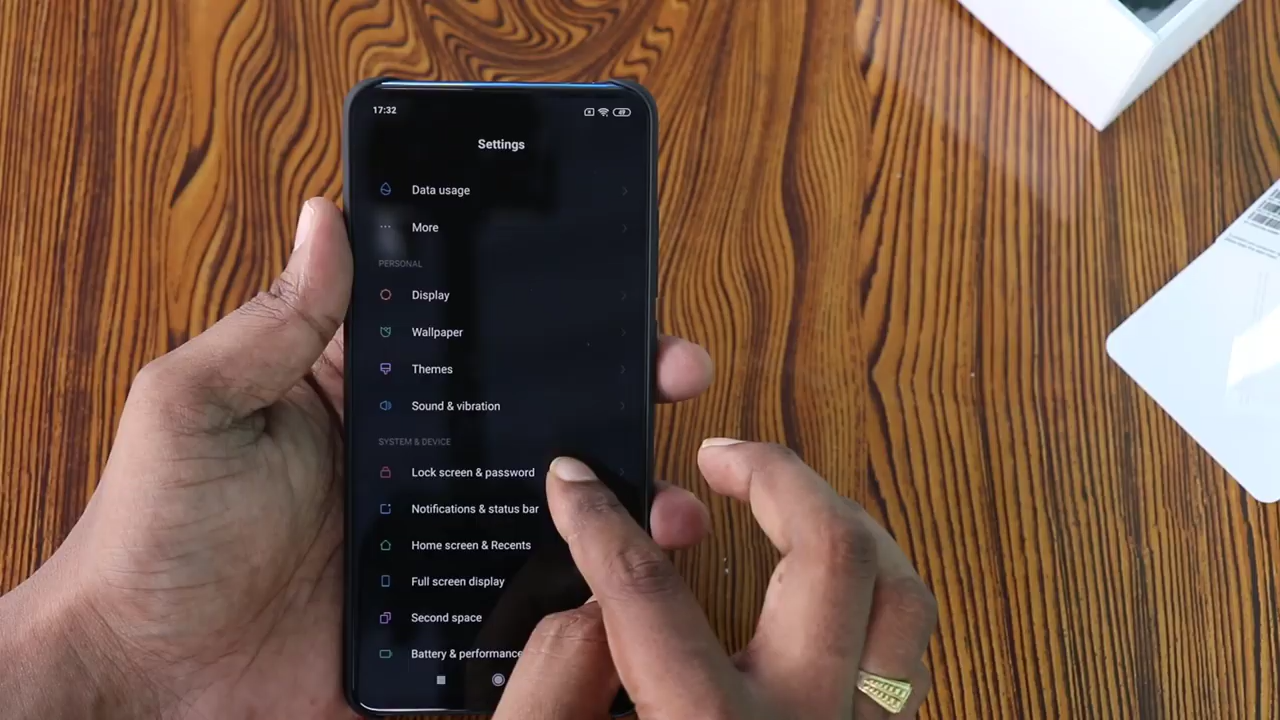 17:32
49
Settings
Data usage
More
PERSONAL
Display
Wallpaper
Themes
Sound & vibration
SYSTEM & DEVICE
Lock screen & password
Notifications & status bar
Home screen & Recents
Full screen display
Second space
Battery & performance